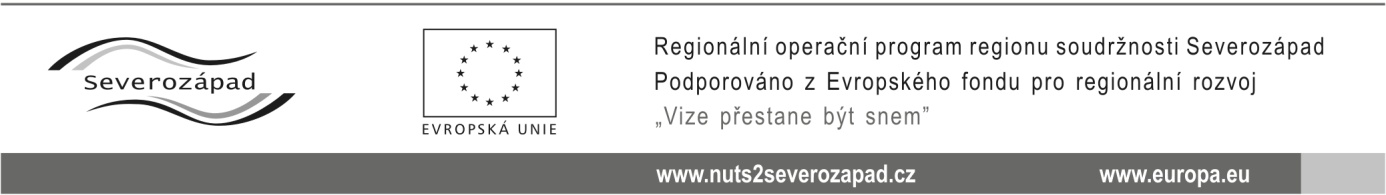 Severozápad
EVROPSKÁ UNIE
Regionální operační program regionu soudržnosti Severozápad
Podporováno z Evropského fondu pro regionální rozvoj
„Vize přestane být snem”
www.nuts2severozapad.cz
www.europa.eu